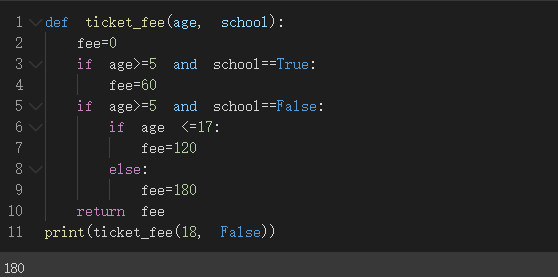 1 def ticket_fee(age, school):
2     fee=0
3     if age>=5 and school==True:
4         fee=60
5     if age>=5 and school==False:
6         if age <=17:
7             fee=120
8         else:
9             fee=180
10     return fee
11 print(ticket_fee(18, False))
180